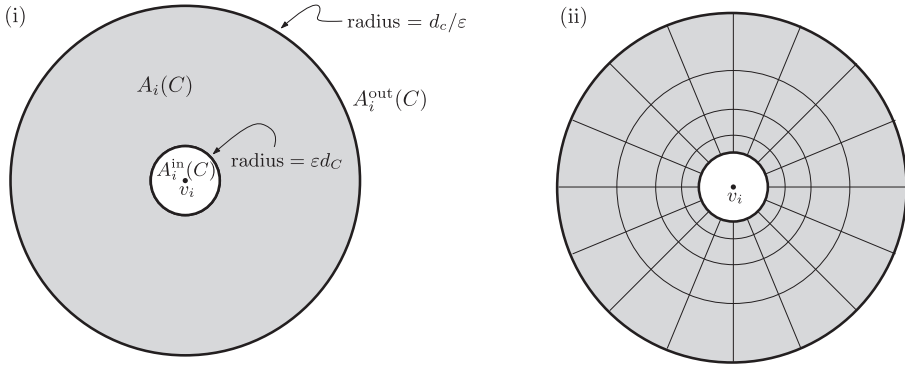 (i)
radius = d_c/ε
A_i(C)
A_i^out(C)
radius = εd_C
A_i^in(C)
v_i
(ii)
v_i